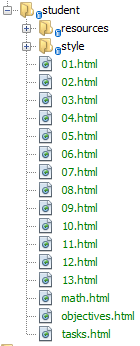 student
resources
style
01.html
02.html
03.html
04.html
05.html
06.html
07.html
08.html
09.html
10.html
11.html
12.html
13.html
math.html
objectives.html
tasks.html